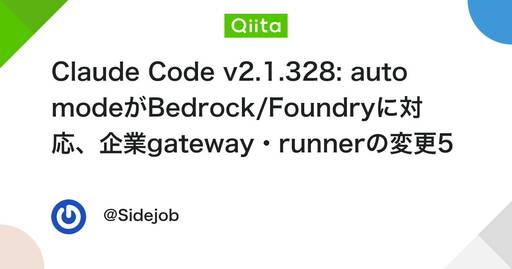 Qiita
Claude Code v2.1.328: auto
modeがBedrock/Foundryに対
応、企業gateway・runnerの変更5
@Sidejob